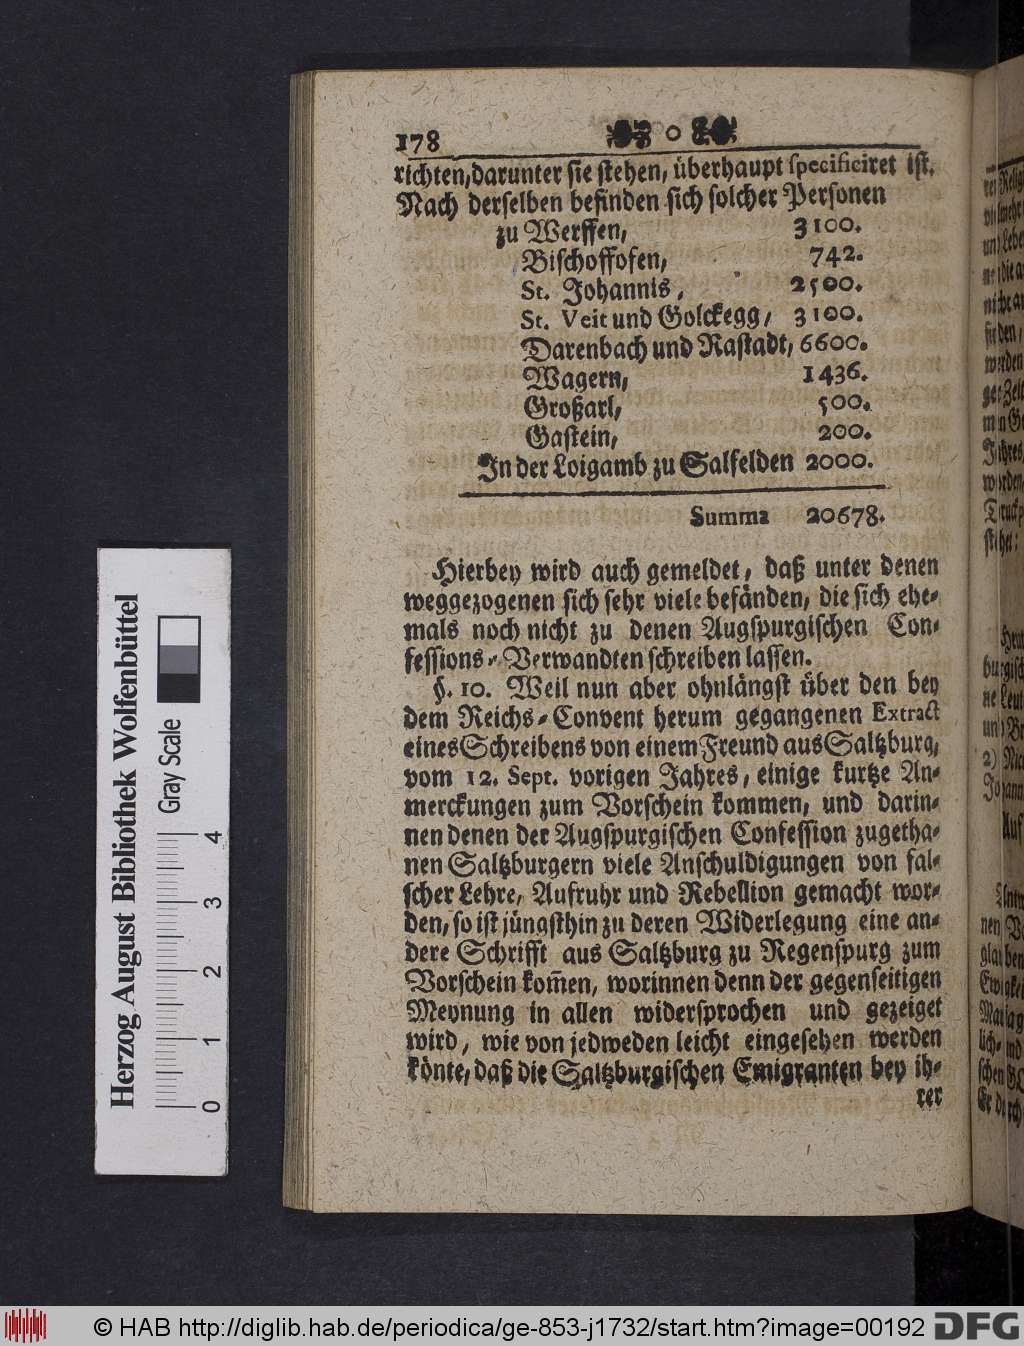 178
richten, darunter sie stehen, überhaupt specificiret ist.
Nach derselben befinden sich solcher Personen
zu Werffen, 3100.
Bischoffofen, 742.
St. Johannis, 2500.
St. Veit und Golckegg, 3100.
Darenbach und Rastadt, 6600.
Wagern, 1436.
Großarl, 500.
Gastein, 200.
In der Loigamb zu Salfelden 2000.
Summa 20678.
Hierbey wird auch gemeldet, daß unter denen
weggezogenen sich sehr viele befänden, die sich ehe-
mals noch nicht zu denen Augspurgischen Con-
fessions-Verwandten schreiben lassen.
§. 10. Weil nun aber ohnlängst über den bey
dem Reichs-Convent herum gegangenen Extract
eines Schreibens von einem Freund aus Saltzburg,
vom 12. Sept. vorigen Jahres, einige kurtze An-
merckungen zum Vorschein kommen, und darin-
nen denen der Augspurgischen Confession zugetha-
nen Saltzburgern viele Anschuldigungen von fal-
scher Lehre, Aufruhr und Rebellion gemacht wor-
den, so ist jüngsthin zu deren Widerlegung eine an-
dere Schrifft aus Saltzburg zu Regenspurg zum
Vorschein kom̄en, worinnen denn der gegenseitigen
Meynung in allen widersprochen und gezeiget
wird, wie von jedweden leicht eingesehen werden
könte, daß die Saltzburgischen Emigranten bey ih-
rer
Herzog August Bibliothek Wolfenbüttel
Gray Scale
0 1 2 3 4
© HAB http://diglib.hab.de/periodica/ge-853-j1732/start.htm?image=00192
DFG